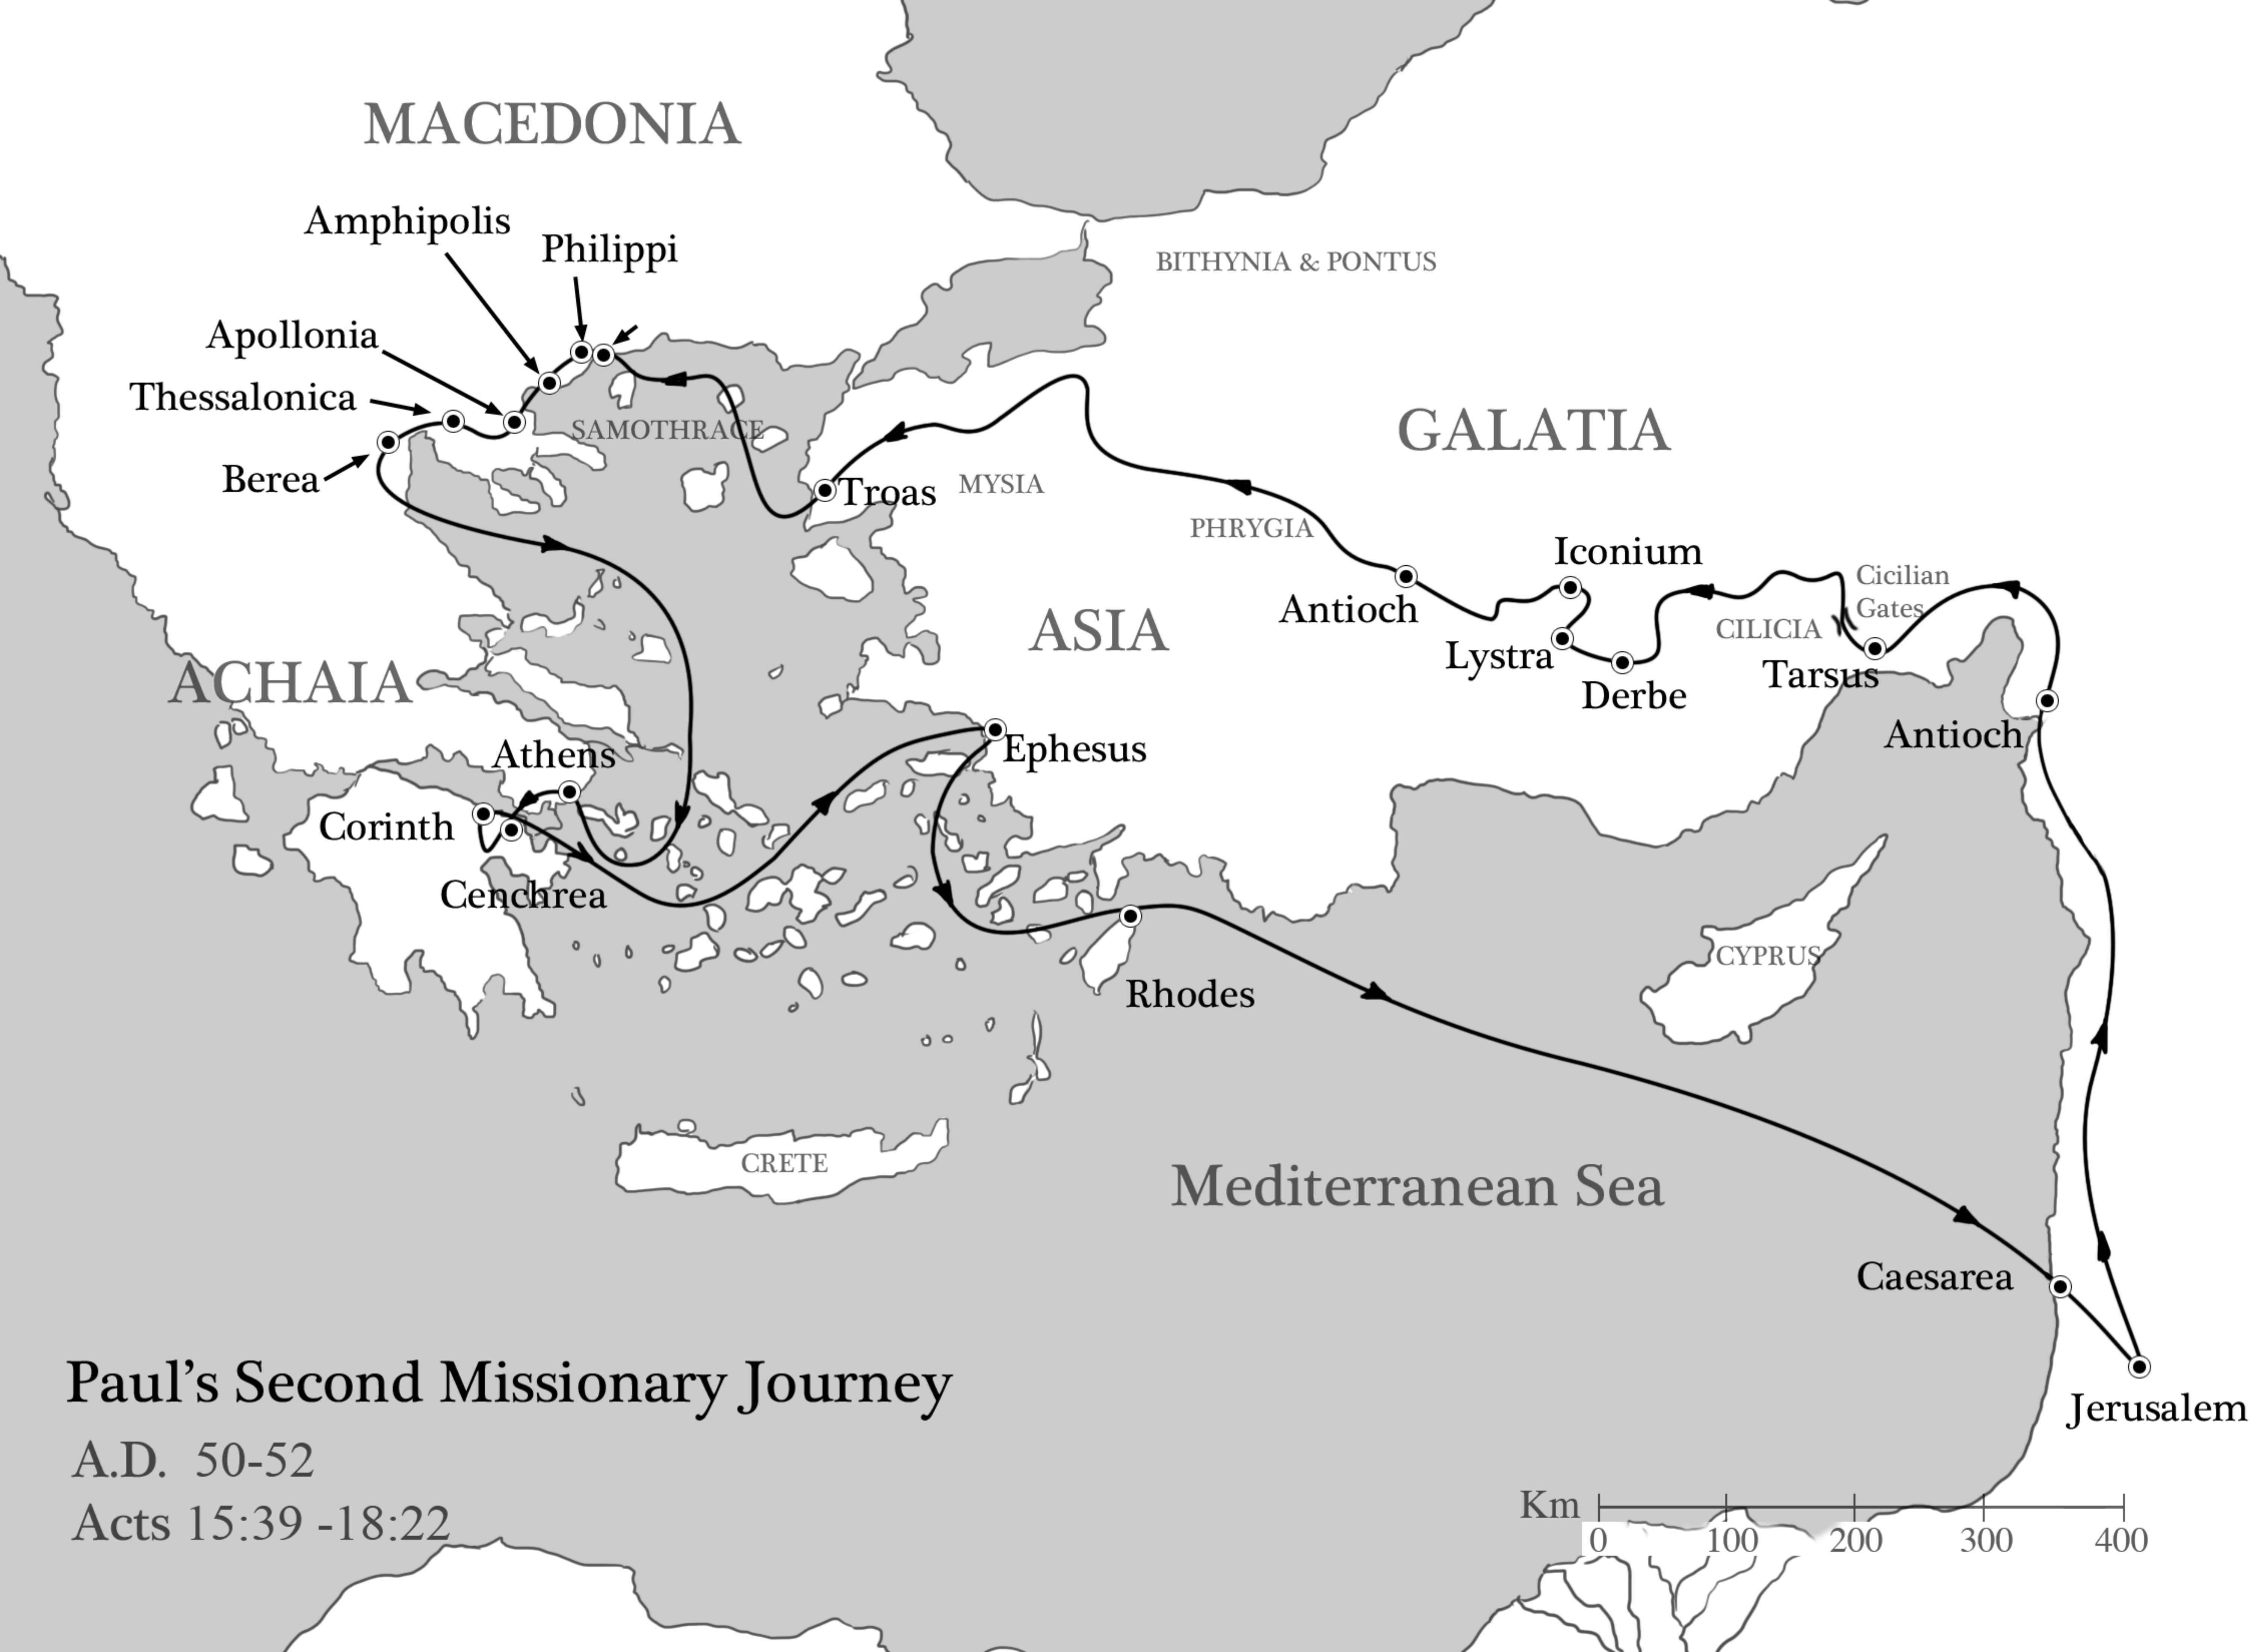 MACEDONIA
Amphipolis
Philippi
BITHYNIA & PONTUS
Apollonia
Thessalonica
SAMOTHRACE
GALATIA
Berea
Troas
MYSIA
PHRYGIA
Iconium
Cicilian
Gates
Antioch
ASIA
CILICIA
Lystra
Tarsus
ACHAIA
Derbe
Antioch
Athens
Ephesus
Corinth
Cenchrea
CYPRUS
Rhodes
CRETE
Mediterranean Sea
Caesarea
Paul's Second Missionary Journey
Jerusalem
A.D. 50-52
Acts 15:39 -18:22
Km
0 100 200 300 400